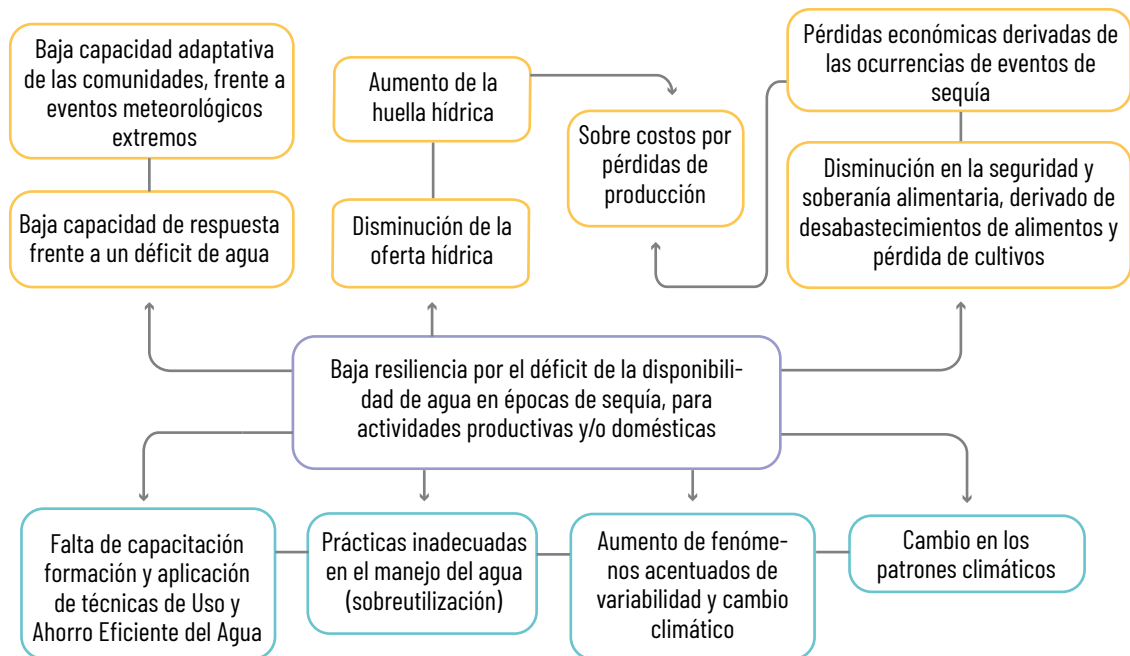 Baja capacidad adaptativa
de las comunidades, frente a
eventos meteorológicos
extremos
Aumento de la
huella hídrica
Sobre costos por
pérdidas de
producción
Pérdidas económicas derivadas de
las ocurrencias de eventos de
sequía
Baja capacidad de respuesta
frente a un déficit de agua
Disminución de la
oferta hídrica
Disminución en la seguridad y
soberanía alimentaria, derivado de
desabastecimientos de alimentos y
pérdida de cultivos
Baja resiliencia por el déficit de la disponibili-
dad de agua en épocas de sequía, para
actividades productivas y/o domésticas
Falta de capacitación
formación y aplicación
de técnicas de Uso y
Ahorro Eficiente del Agua
Prácticas inadecuadas
en el manejo del agua
(sobreutilización)
Aumento de fenóme-
nos acentuados de
variabilidad y cambio
climático
Cambio en los
patrones climáticos